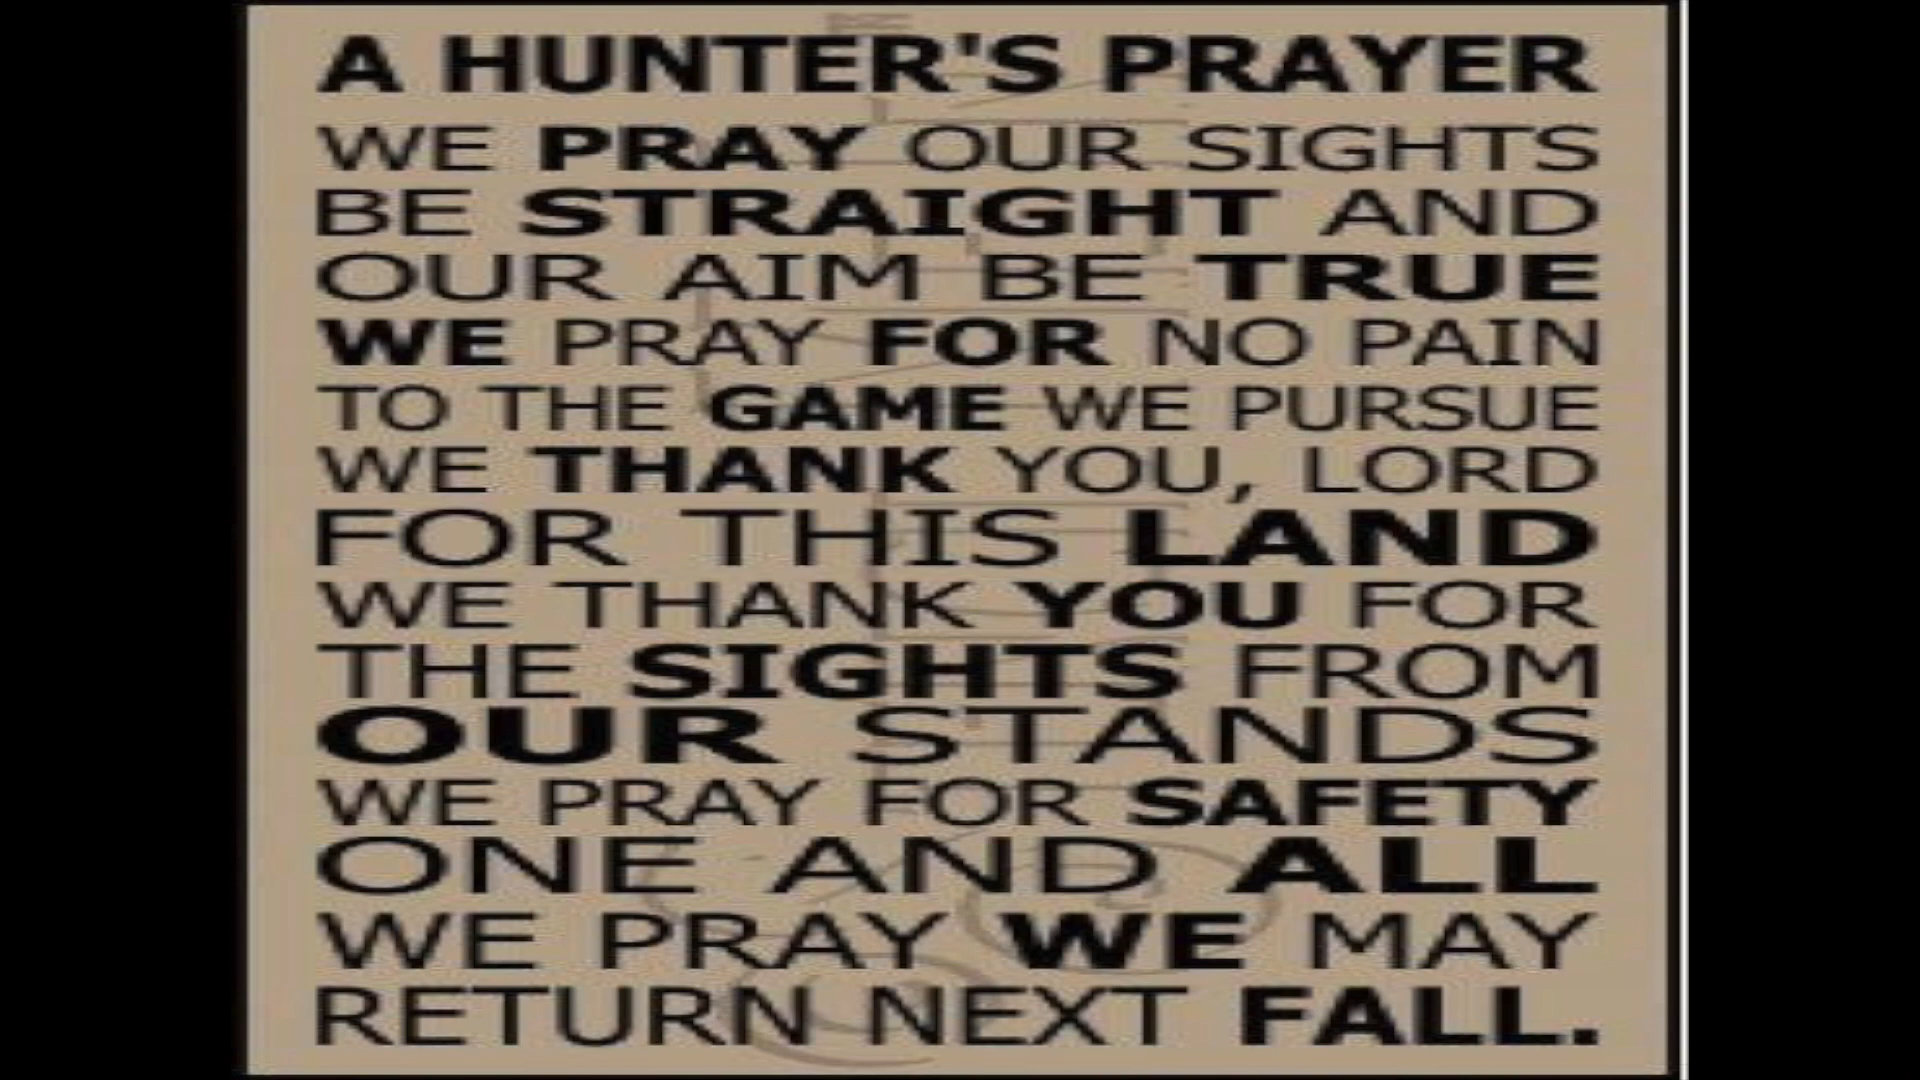 A HUNTER'S PRAYER
WE PRAY OUR SIGHTS
BE STRAIGHT AND
OUR AIM BE TRUE
WE PRAY FOR NO PAIN
TO THE GAME WE PURSUE
WE THANK YOU, LORD
FOR THIS LAND
WE THANK YOU FOR
THE SIGHTS FROM
OUR STANDS
WE PRAY FOR SAFETY
ONE AND ALL
WE PRAY WE MAY
RETURN NEXT FALL.